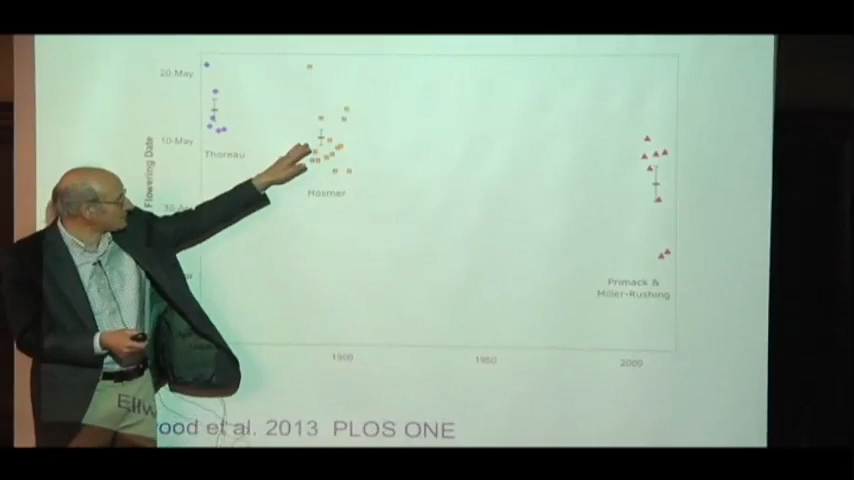 20-May
10-May
Flowering Date
Thoreau
Hosmer
Primack &
Miller-Rushing
1900
1950
2000
Ellwood et al. 2013 PLOS ONE